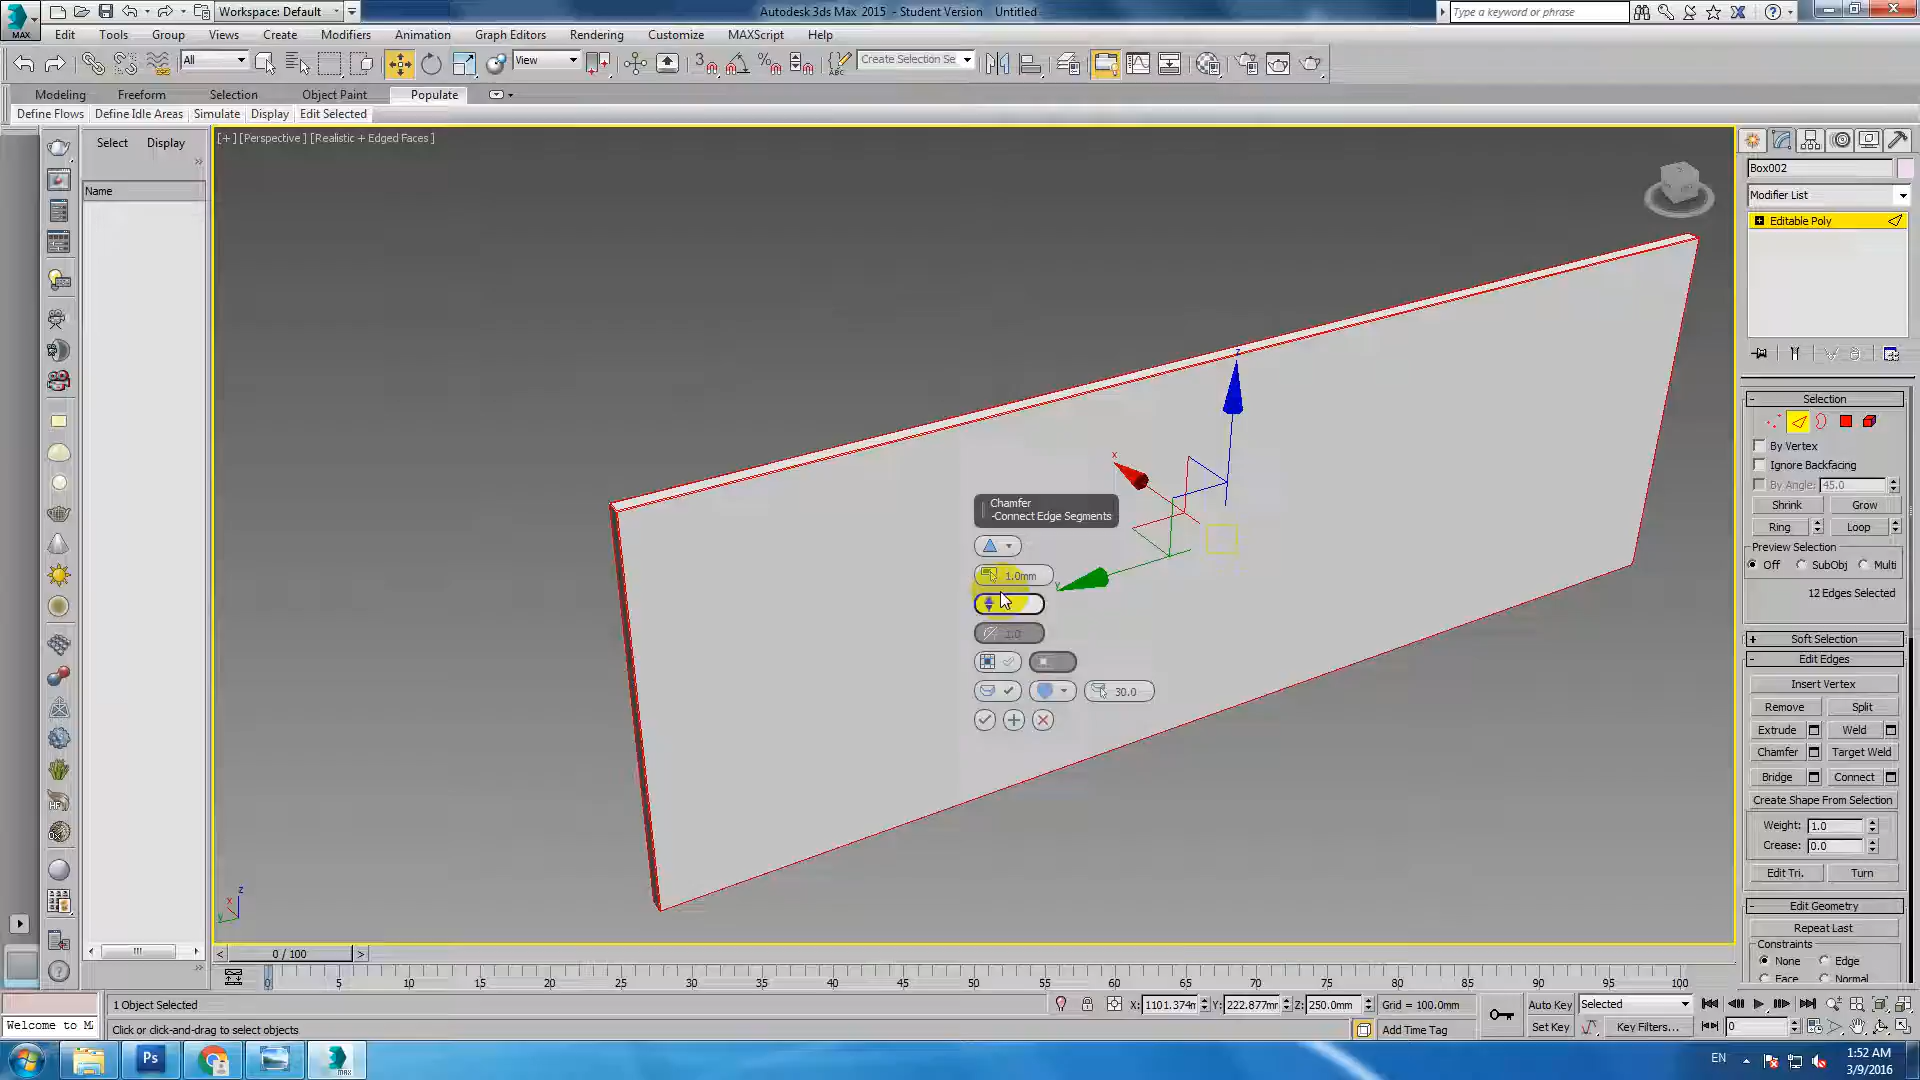 Workspace: Default
Autodesk 3ds Max 2015 - Student Version Untitled
Type a keyword or phrase
MAX
Edit Tools Group Views Create Modifiers Animation Graph Editors Rendering Customize MAXScript Help
All
View
Create Selection Se
Modeling Freeform Selection Object Paint Populate
Define Flows Define Idle Areas Simulate Display Edit Selected
[+] [Perspective] [Realistic + Edged Faces]
Select Display
Name
Box002
Modifier List
Editable Poly
Selection
By Vertex
Ignore Backfacing
By Angle: 45.0
Shrink Grow
Ring Loop
Preview Selection
Off SubObj Multi
12 Edges Selected
Soft Selection
Edit Edges
Insert Vertex
Remove Split
Extrude Weld
Chamfer Target Weld
Bridge Connect
Create Shape From Selection
Weight: 1.0
Crease: 0.0
Edit Tri. Turn
Edit Geometry
Repeat Last
Constraints
None Edge
Face Normal
Chamfer
-Connect Edge Segments
1.0mm
1.0
30.0
z
x
y
z
x
y
0 / 100
0 5 10 15 20 25 30 35 40 45 50 55 60 65 70 75 80 85 90 95 100
1 Object Selected
X: 1101.374m Y: 222.877mm Z: 250.0mm Grid = 100.0mm
Auto Key Selected
Welcome to M
Click or click-and-drag to select objects
Add Time Tag
Set Key Key Filters... 0
Ps
MAX
EN
1:52 AM
3/9/2016